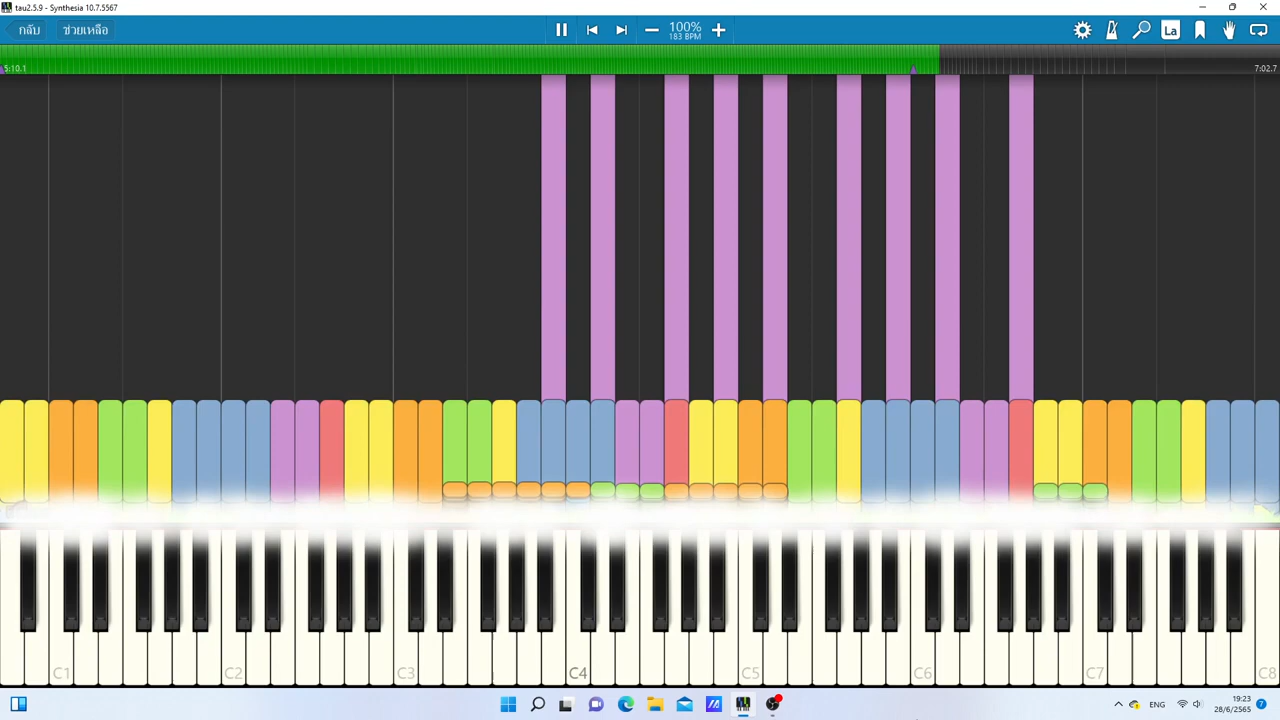 tau2.5.9 - Synthesia 10.7.5567
กลับ
ช่วยเหลือ
100%
183 BPM
La
5:10.1
7:02.7
C1
C2
C3
C4
C5
C6
C7
C8
ENG
19:23
28/6/2565
7